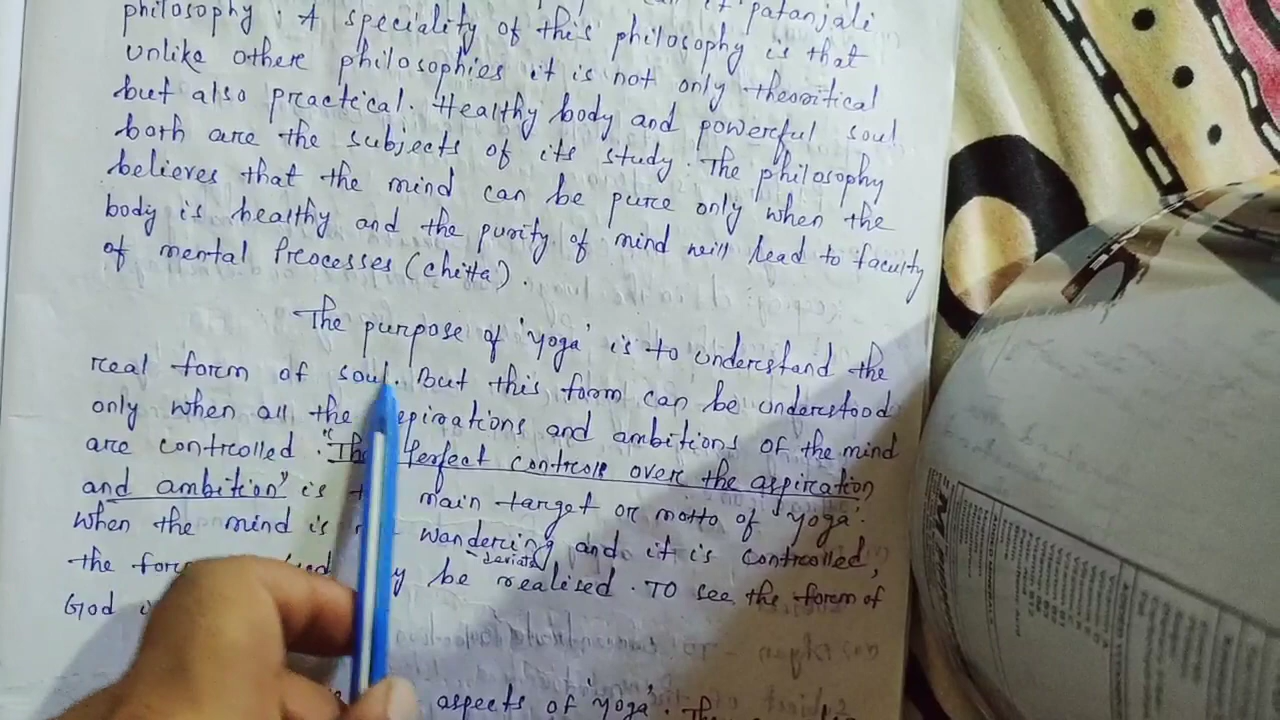 it patanjali
philosophy. A speciality of this philosophy is that
unlike othere philosophies it is not only theoritical
but also practical. Healthy body and powerful soul
both are the subjects of its study. The philosophy
believes that the mind can be pure only when the
body is healthy and the purity of mind will lead to faculty
of mental Processes (chitta).
The purpose of 'yoga' is to understand the
real form of soul. But this form can be understood
only when all the aspirations and ambitions of the mind
are controlled. "The Perfect controle over the aspiration
and ambition" is main target or motto of 'yoga'.
when the mind is wandering and it is controlled,
deviate
the be realised. To see the form of
God
aspects of 'yoga'.